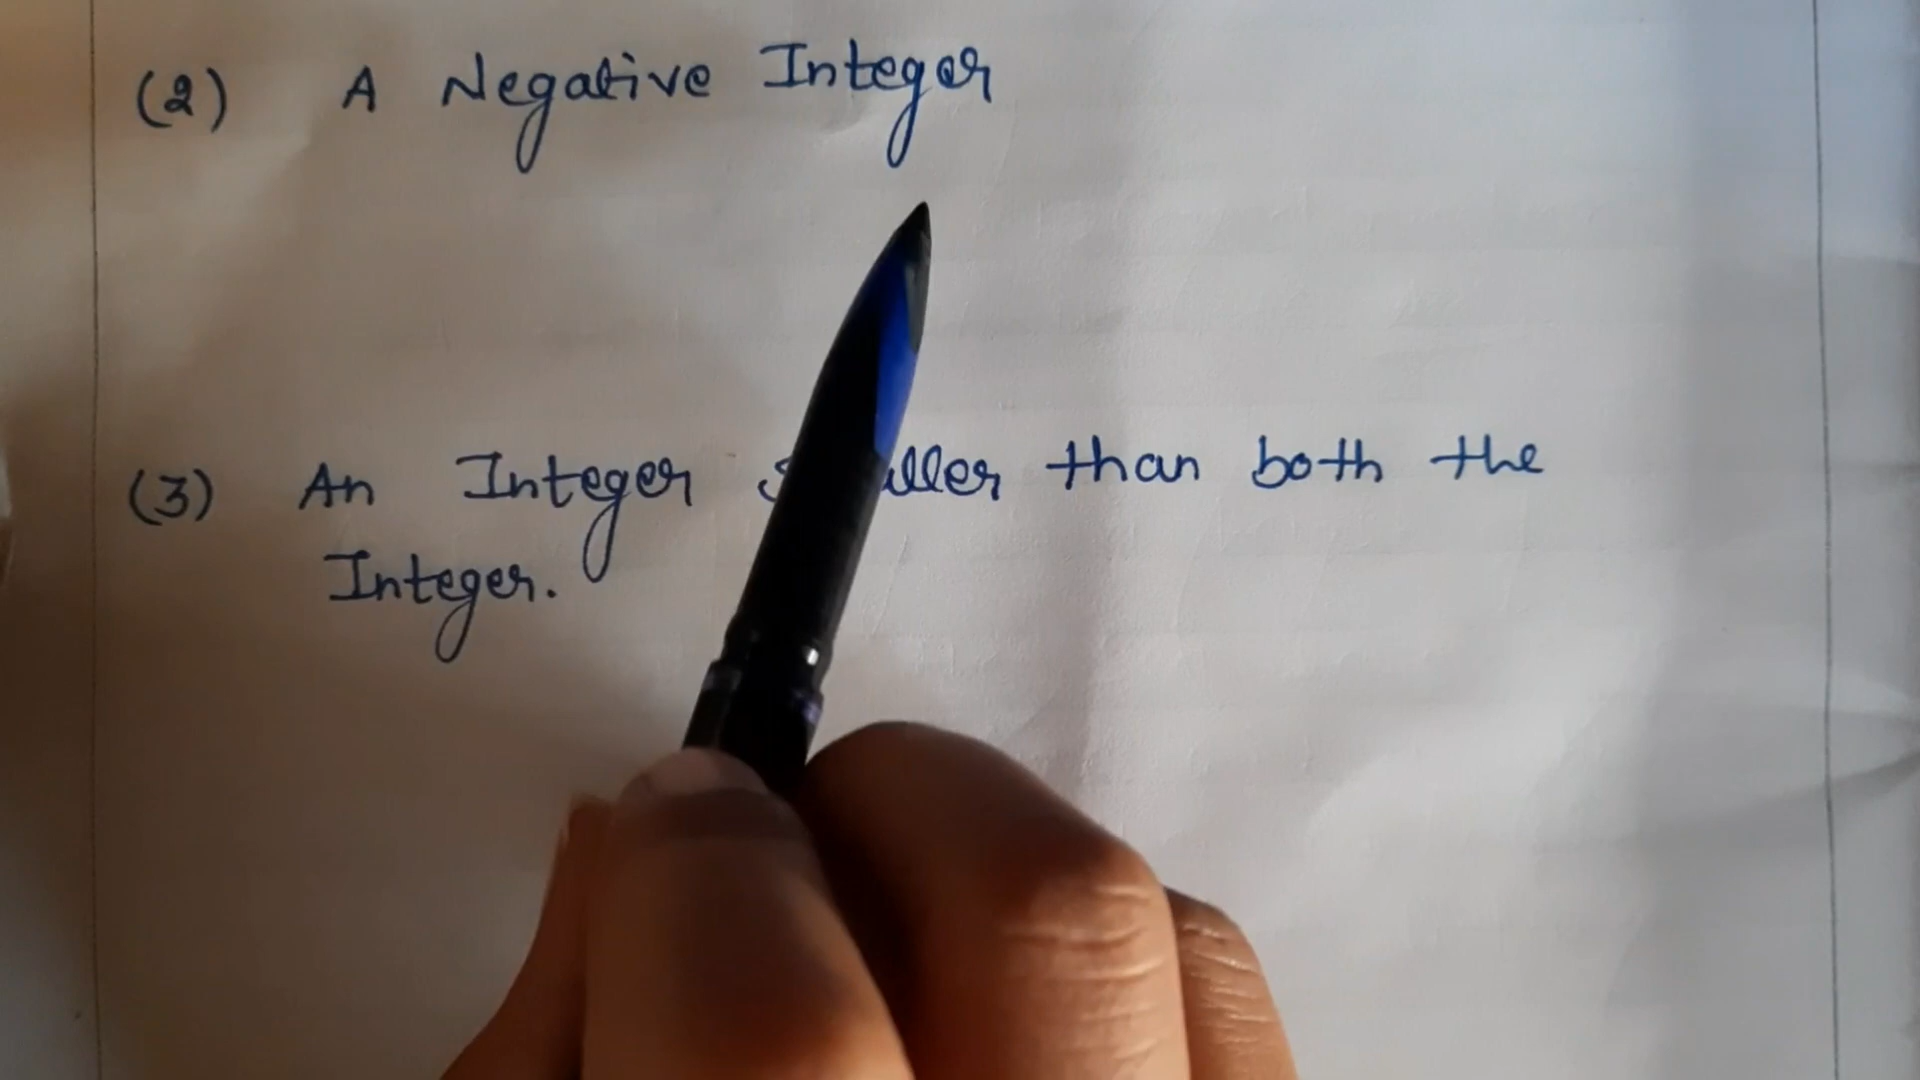 (2) A Negative Integer
(3) An Integer than both the
Integer.